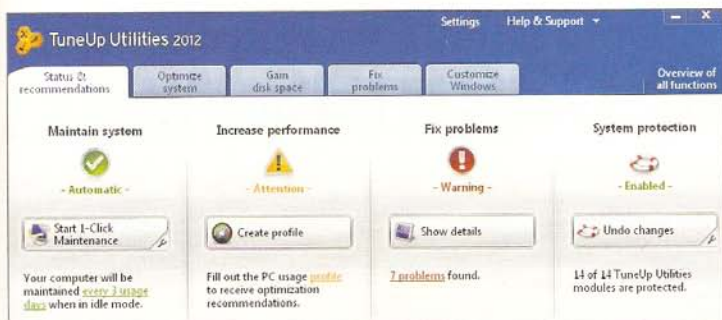 Settings Help & Support
TuneUp Utilities 2012
Status &
recommendations
Optimize
system
Gain
disk space
Fix
problems
Customize
Windows
Overview of
all functions
Maintain system
- Automatic -
Start 1-Click
Maintenance
Your computer will be
maintained every 3 usage
days when in idle mode.
Increase performance
- Attention -
Create profile
Fill out the PC usage profile
to receive optimization
recommendations.
Fix problems
- Warning -
Show details
7 problems found.
System protection
- Enabled -
Undo changes
14 of 14 TuneUp Utilities
modules are protected.